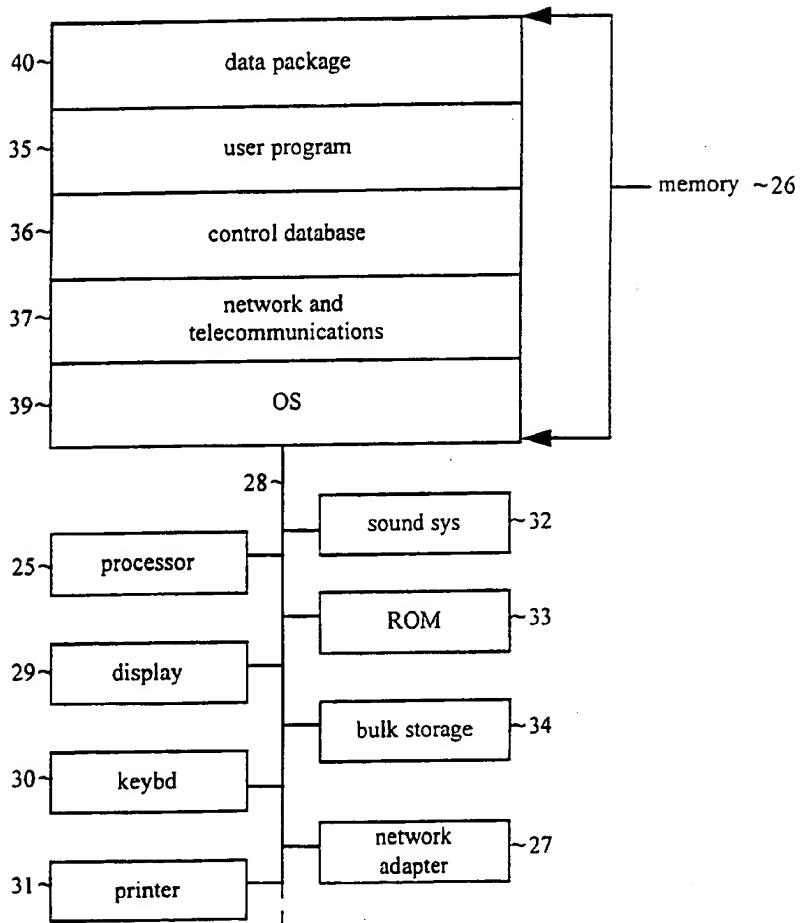 40~ data package
35~ user program
memory ~26
36~ control database
37~ network and
telecommunications
39~ OS
28~
sound sys ~32
25~ processor
ROM ~33
29~ display
bulk storage ~34
30~ keybd
network
adapter ~27
31~ printer